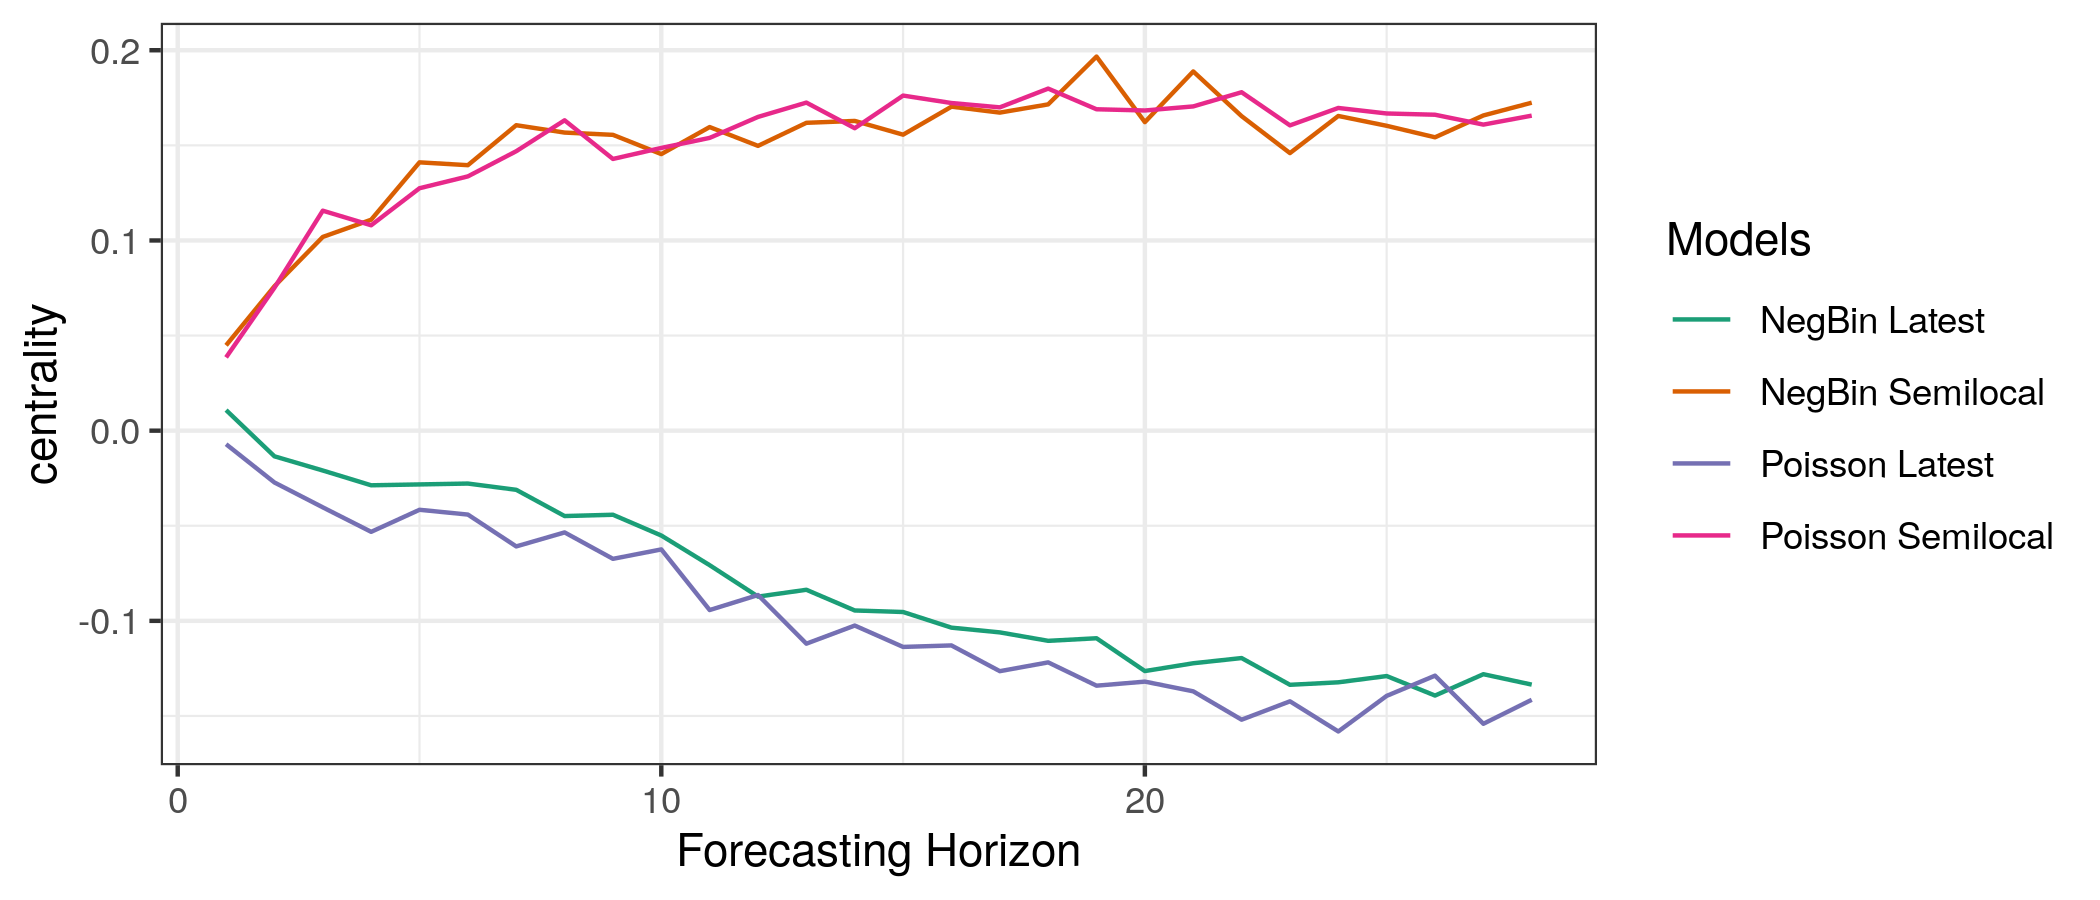 0.2
0.1
0.0
-0.1
centrality
0
10
20
Forecasting Horizon
Models
NegBin Latest
NegBin Semilocal
Poisson Latest
Poisson Semilocal